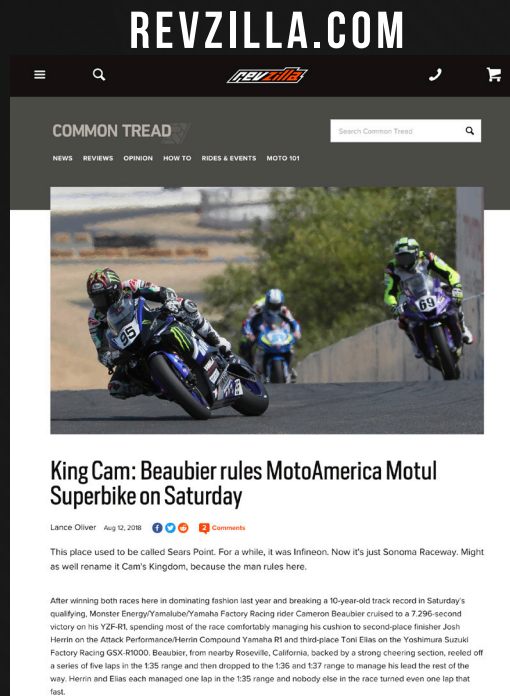 REVZILLA.COM
revzilla
COMMON TREAD
Search Common Tread
NEWS REVIEWS OPINION HOW TO RIDES & EVENTS MOTO 101
95
69
King Cam: Beaubier rules MotoAmerica Motul
Superbike on Saturday
Lance Oliver Aug 12, 2018 2 Comments
This place used to be called Sears Point. For a while, it was Infineon. Now it's just Sonoma Raceway. Might
as well rename it Cam's Kingdom, because the man rules here.
After winning both races here in dominating fashion last year and breaking a 10-year-old track record in Saturday's
qualifying, Monster Energy/Yamalube/Yamaha Factory Racing rider Cameron Beaubier cruised to a 7.296-second
victory on his YZF-R1, spending most of the race comfortably managing his cushion to second-place finisher Josh
Herrin on the Attack Performance/Herrin Compound Yamaha R1 and third-place Toni Elias on the Yoshimura Suzuki
Factory Racing GSX-R1000. Beaubier, from nearby Roseville, California, backed by a strong cheering section, reeled off
a series of five laps in the 1:35 range and then dropped to the 1:36 and 1:37 range to manage his lead the rest of the
way. Herrin and Elias each managed one lap in the 1:35 range and nobody else in the race turned even one lap that
fast.